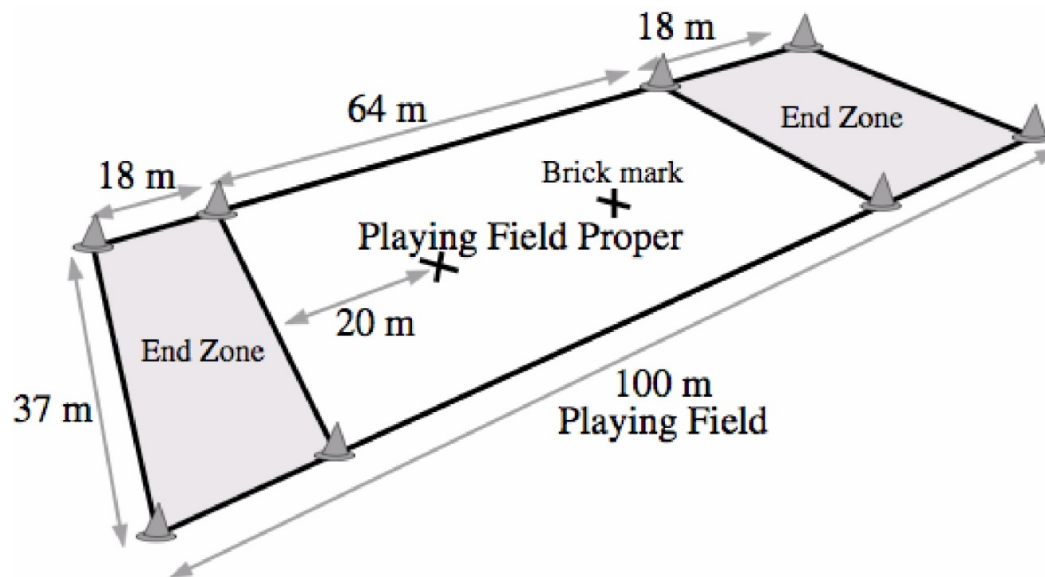 18 m
64 m
End Zone
18 m
Brick mark
Playing Field Proper
20 m
End Zone
37 m
100 m
Playing Field